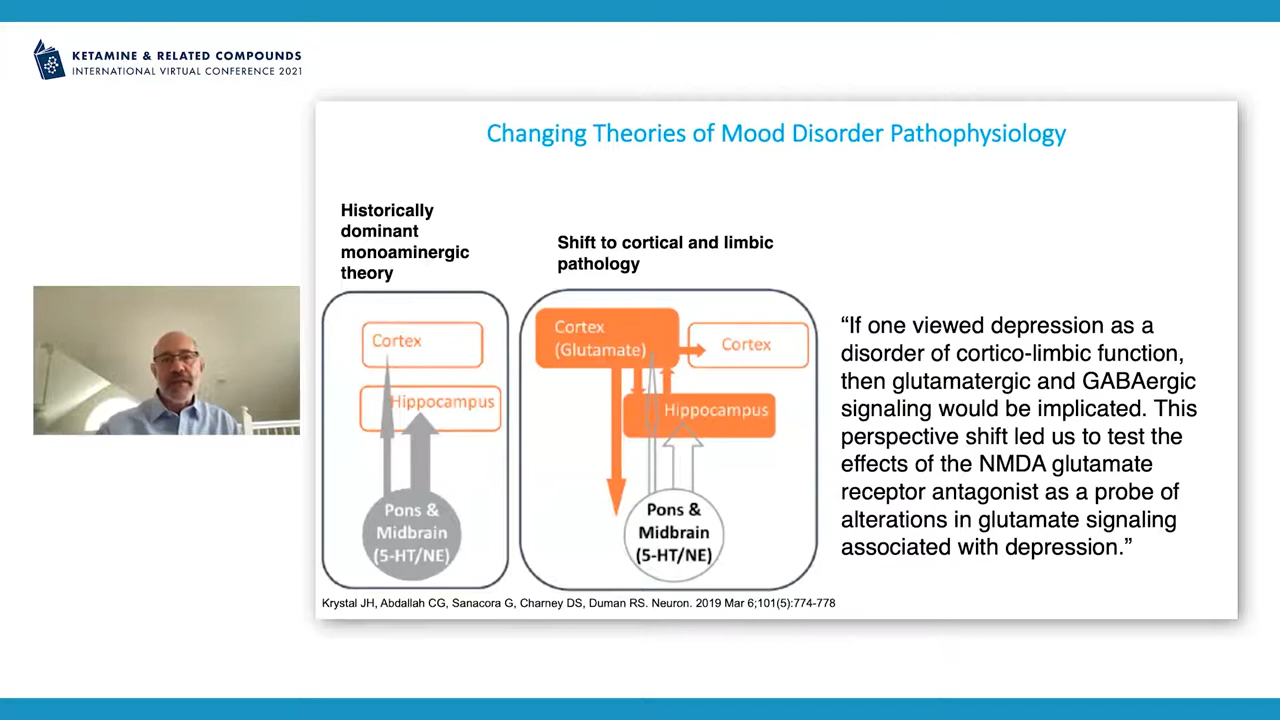 KETAMINE & RELATED COMPOUNDS
INTERNATIONAL VIRTUAL CONFERENCE 2021
Changing Theories of Mood Disorder Pathophysiology
Historically
dominant
monoaminergic
theory
Cortex
Hippocampus
Pons &
Midbrain
(5-HT/NE)
Shift to cortical and limbic
pathology
Cortex
(Glutamate)
Cortex
Hippocampus
Pons &
Midbrain
(5-HT/NE)
“If one viewed depression as a
disorder of cortico-limbic function,
then glutamatergic and GABAergic
signaling would be implicated. This
perspective shift led us to test the
effects of the NMDA glutamate
receptor antagonist as a probe of
alterations in glutamate signaling
associated with depression.”
Krystal JH, Abdallah CG, Sanacora G, Charney DS, Duman RS. Neuron. 2019 Mar 6;101(5):774-778